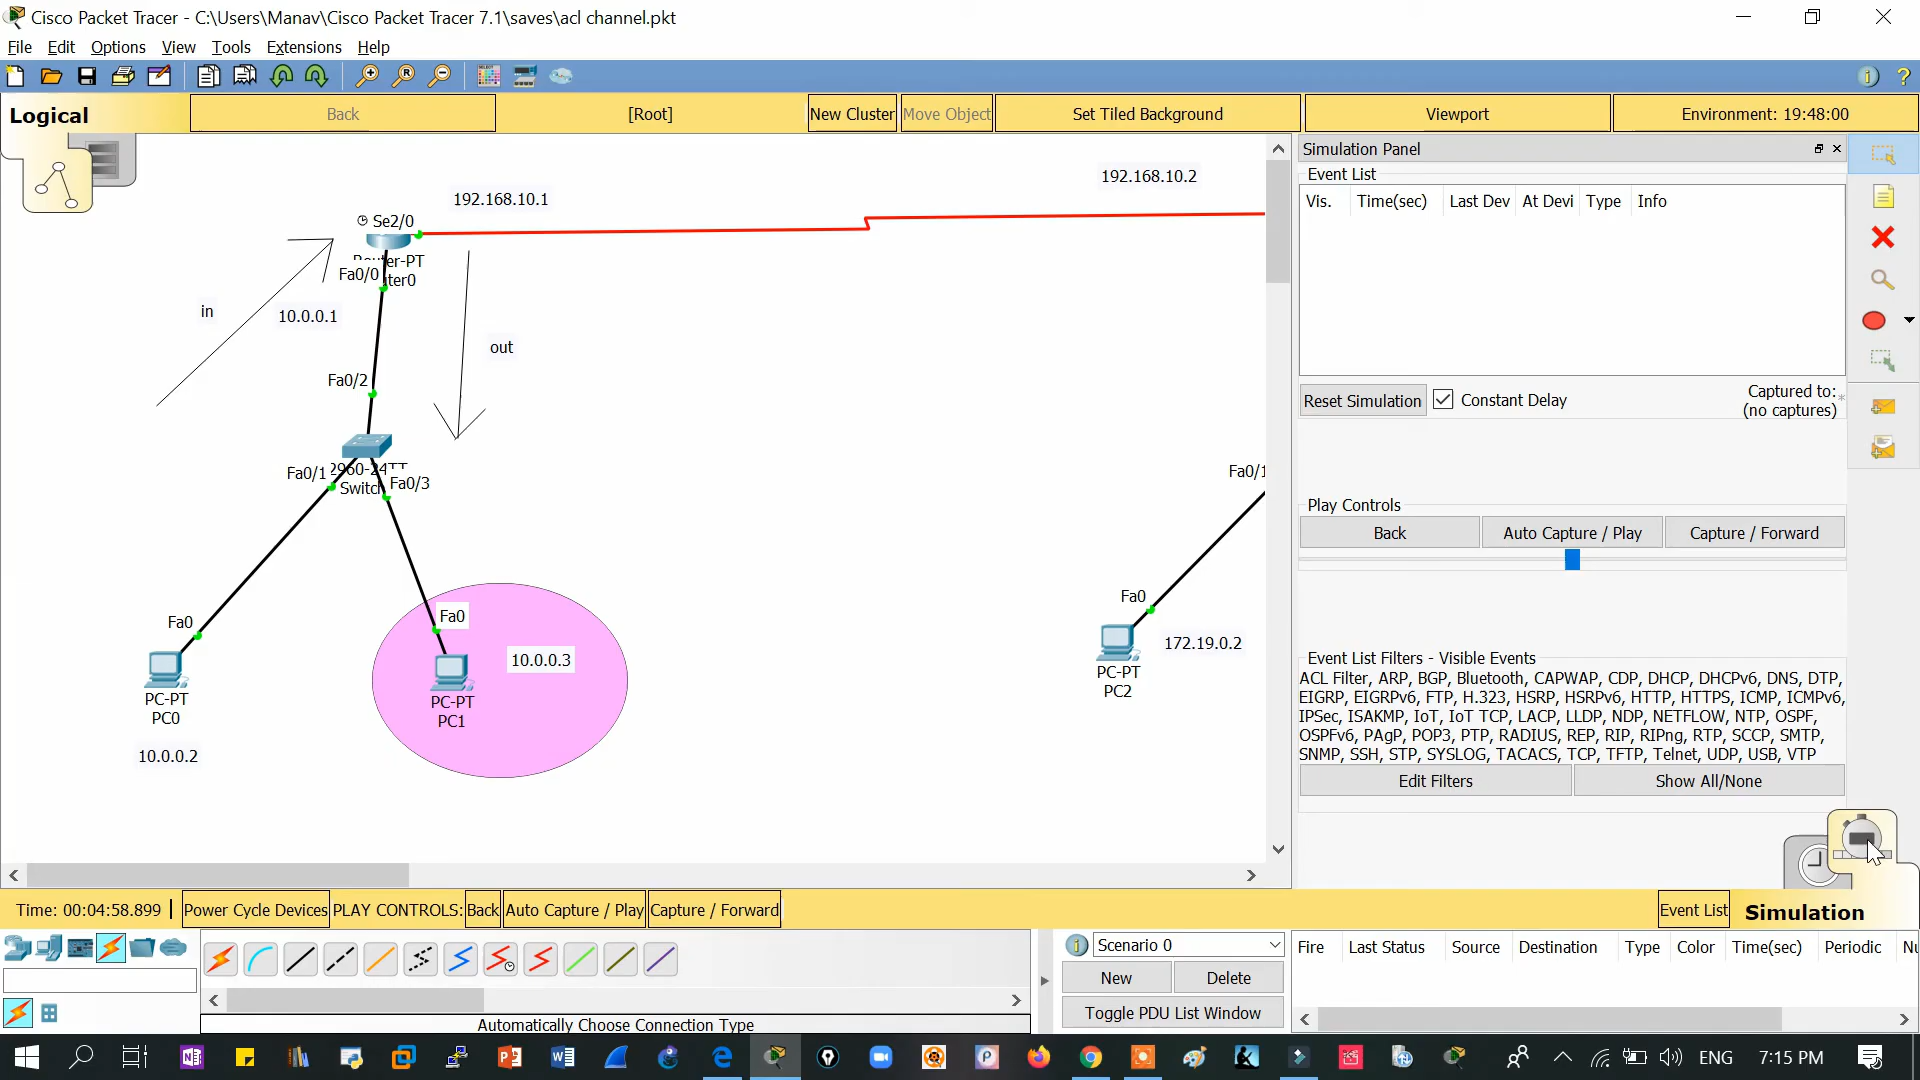 Cisco Packet Tracer - C:\Users\Manav\Cisco Packet Tracer 7.1\saves\acl channel.pkt
File Edit Options View Tools Extensions Help
Logical
Back
[Root]
New Cluster
Move Object
Set Tiled Background
Viewport
Environment: 19:48:00
192.168.10.1
192.168.10.2
Se2/0
Router-PT
Fa0/0
ter0
in
10.0.0.1
out
Fa0/2
2960-24TT
Fa0/1
Switch
Fa0/3
Fa0/1
Fa0
Fa0
10.0.0.3
PC-PT
PC0
10.0.0.2
PC-PT
PC1
Fa0
172.19.0.2
PC-PT
PC2
Simulation Panel
Event List
Vis. Time(sec) Last Dev At Devi Type Info
Reset Simulation
Constant Delay
Captured to:
(no captures)
Play Controls
Back
Auto Capture / Play
Capture / Forward
Event List Filters - Visible Events
ACL Filter, ARP, BGP, Bluetooth, CAPWAP, CDP, DHCP, DHCPv6, DNS, DTP,
EIGRP, EIGRPv6, FTP, H.323, HSRP, HSRPv6, HTTP, HTTPS, ICMP, ICMPv6,
IPSec, ISAKMP, IoT, IoT TCP, LACP, LLDP, NDP, NETFLOW, NTP, OSPF,
OSPFv6, PAgP, POP3, PTP, RADIUS, REP, RIP, RIPng, RTP, SCCP, SMTP,
SNMP, SSH, STP, SYSLOG, TACACS, TCP, TFTP, Telnet, UDP, USB, VTP
Edit Filters
Show All/None
Time: 00:04:58.899
Power Cycle Devices
PLAY CONTROLS:
Back
Auto Capture / Play
Capture / Forward
Event List
Simulation
Scenario 0
New
Delete
Toggle PDU List Window
Fire Last Status Source Destination Type Color Time(sec) Periodic Nu
Automatically Choose Connection Type
ENG 7:15 PM